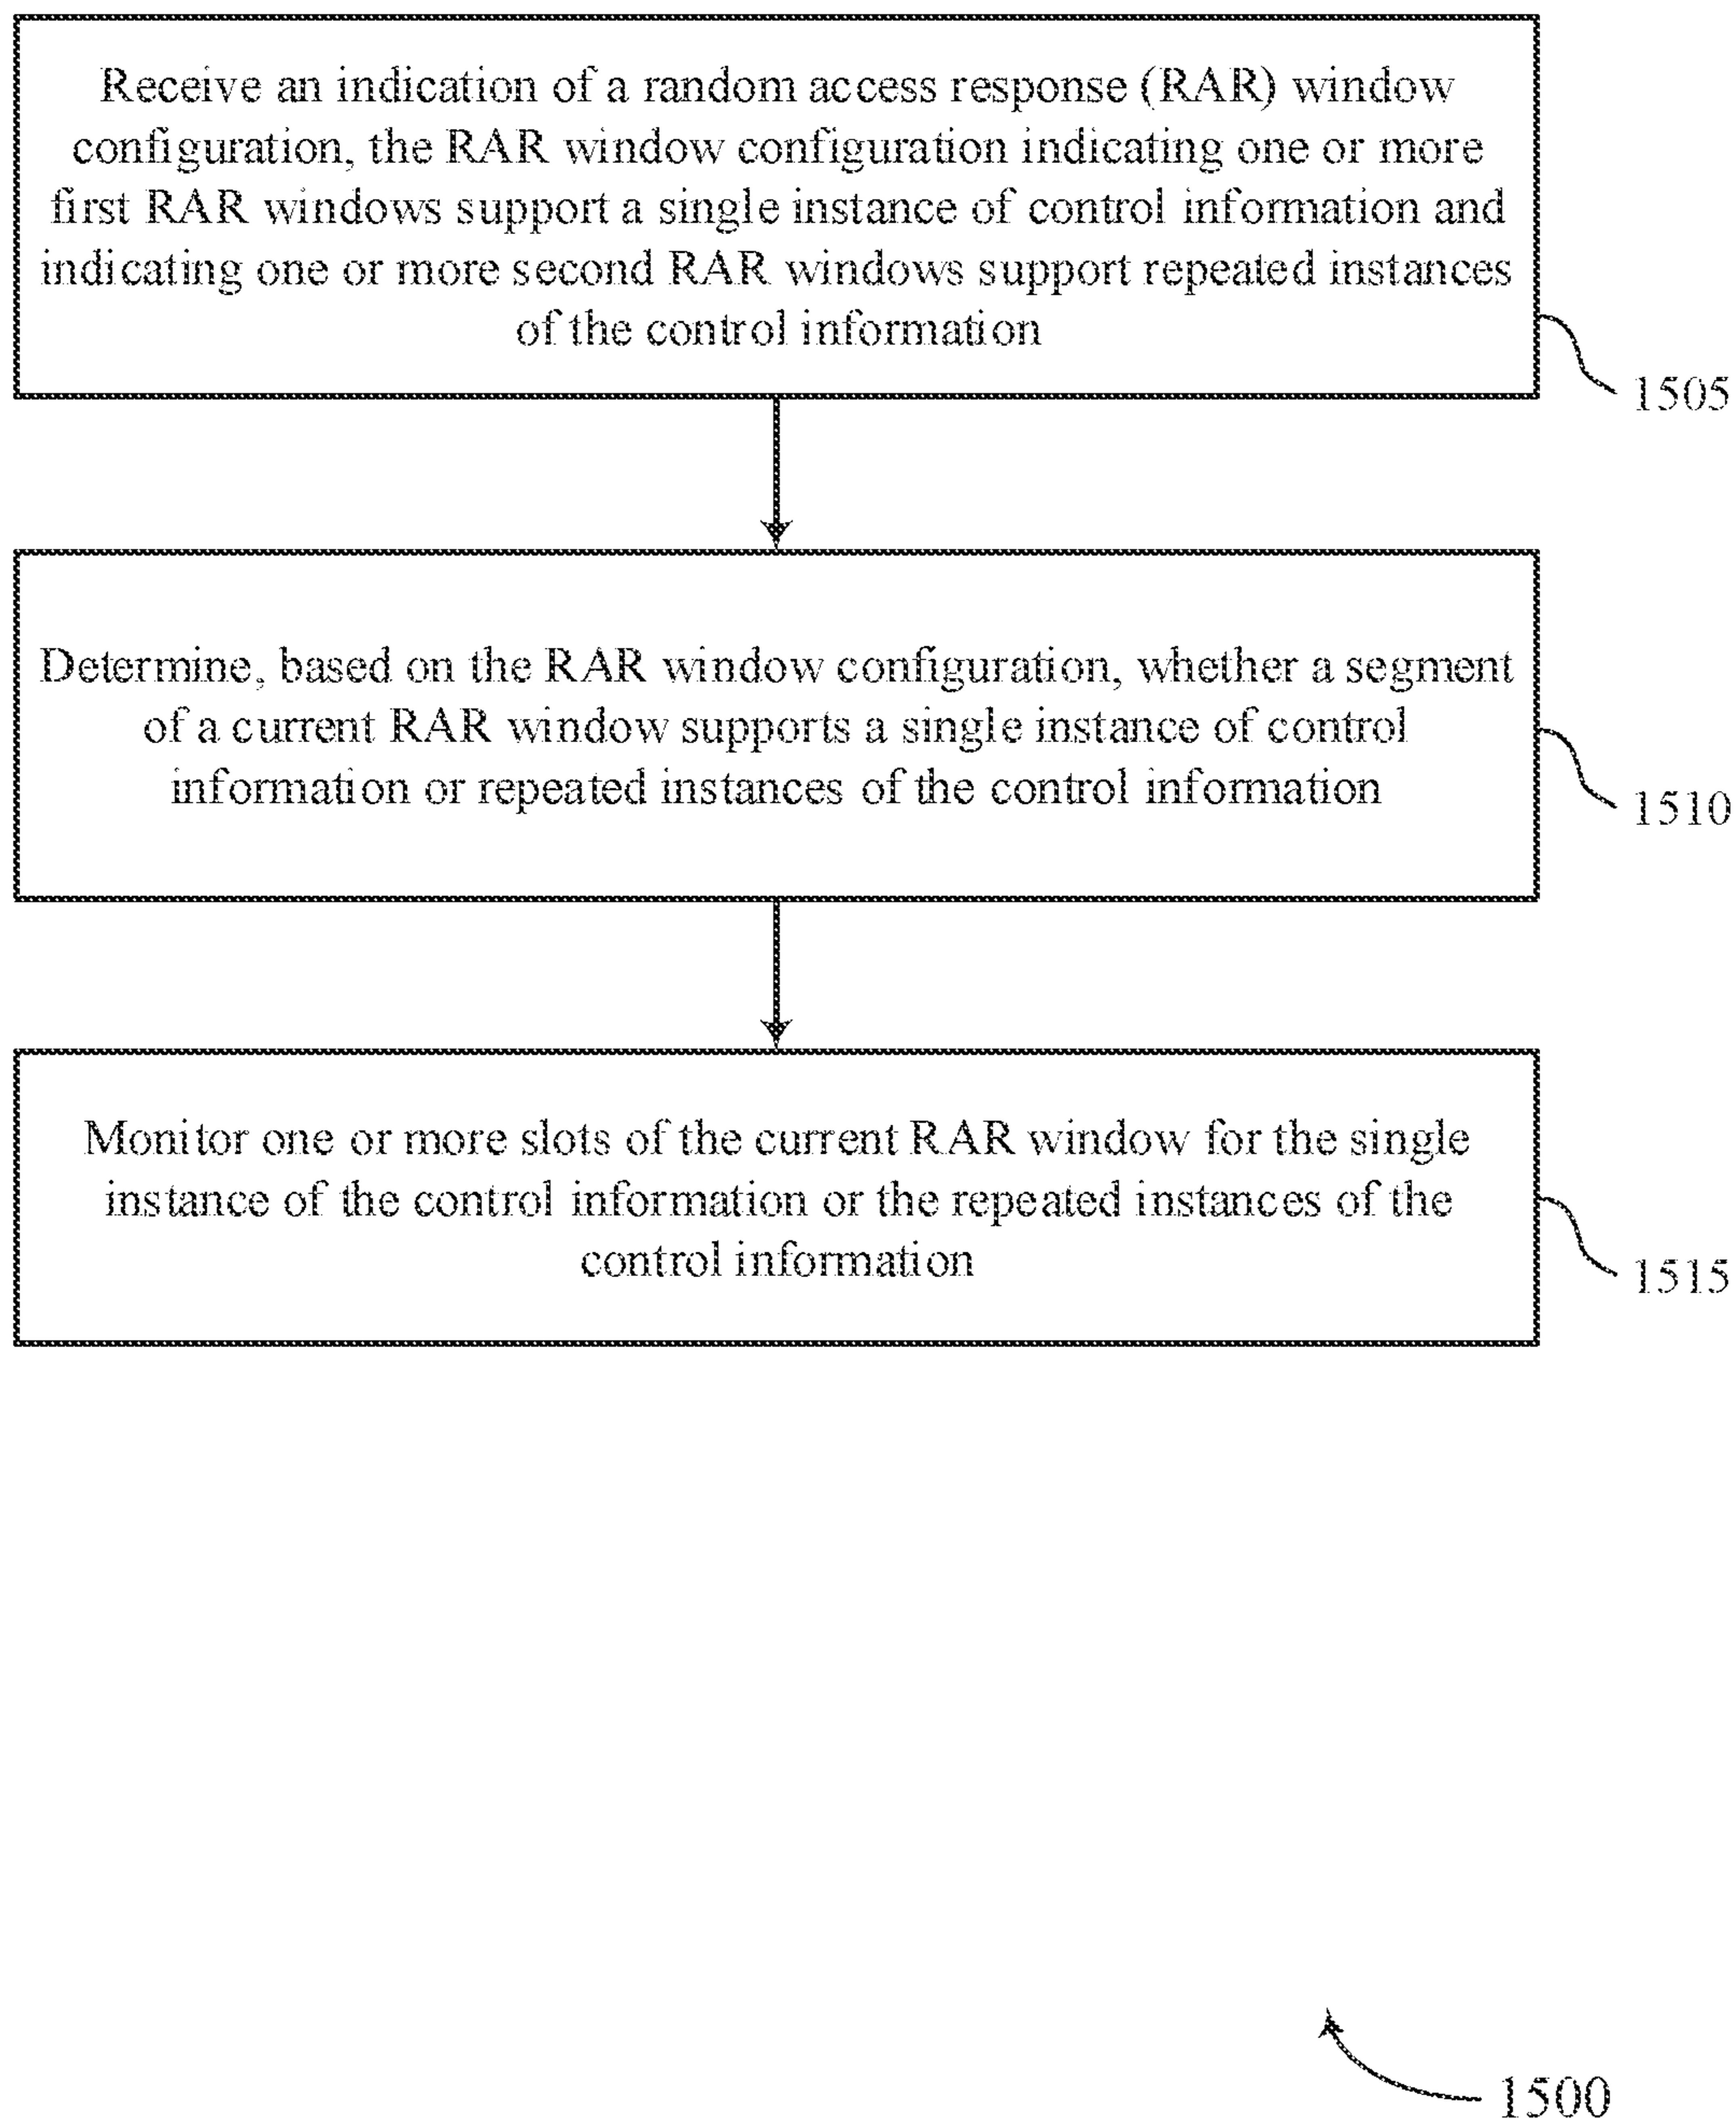 Receive an indication of a random access response (RAR) window
configuration, the RAR window configuration indicating one or more
first RAR windows support a single instance of control information and
indicating one or more second RAR windows support repeated instances
of the control information
1505
Determine, based on the RAR window configuration, whether a segment
of a current RAR window supports a single instance of control
information or repeated instances of the control information
1510
Monitor one or more slots of the current RAR window for the single
instance of the control information or the repeated instances of the
control information
1515
1500